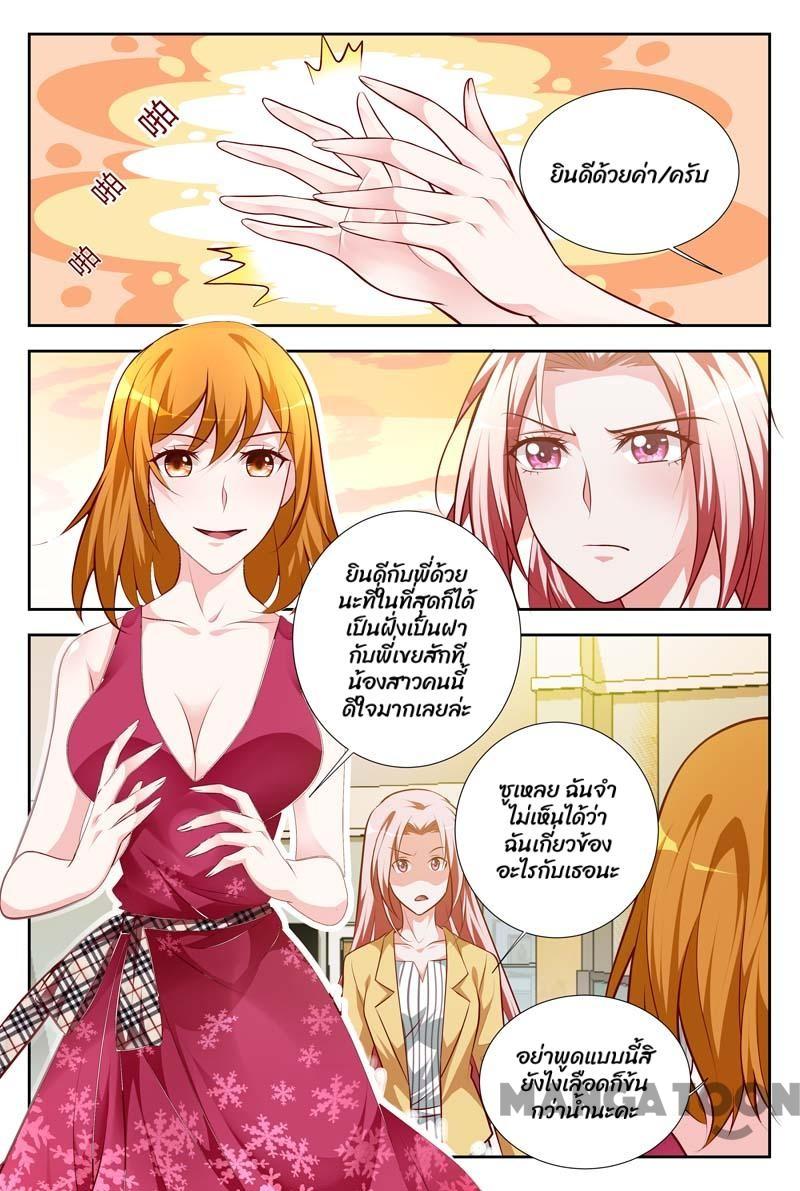 啪
啪
啪
ยินดีด้วยค่า/ครับ
ยินดีกับพี่ด้วย
นะที่ในที่สุดก็ได้
เป็นฝั่งเป็นฝา
กับพี่เขยสักที
น้องสาวคนนี้
ดีใจมากเลยล่ะ
ซูเหลย ฉันจำ
ไม่เห็นได้ว่า
ฉันเกี่ยวข้อง
อะไรกับเธอนะ
อย่าพูดแบบนี้สิ
ยังไงเลือดก็ข้น
กว่าน้ำนะคะ
MANGATOON